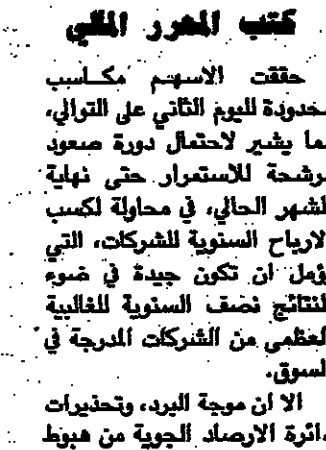 كتب المحرر المالي
حققت الاسهم مكاسب
محدودة لليوم الثاني على التوالي،
مما يشير لاحتمال دورة صعود
مرشحة للاستمرار حتى نهاية
الشهر الحالي، في محاولة لكسب
الارباح السنوية للشركات، التي
يؤمل ان تكون جيدة في ضوء
النتائج نصف السنوية للغالبية
العظمى من الشركات المدرجة في
السوق.
الا ان موجة البرد، وتحذيرات
دائرة الارصاد الجوية من هبوط